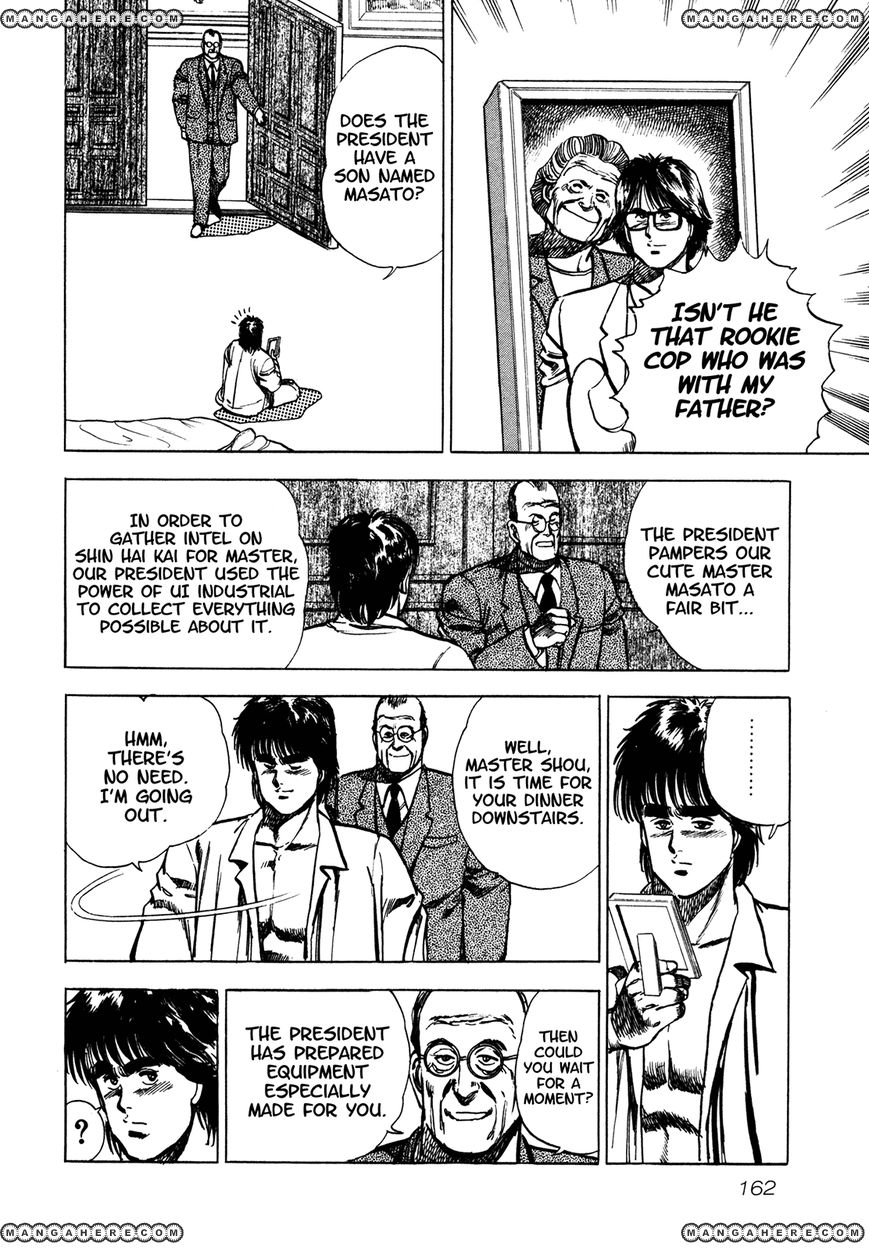 MANGAHERE.COM
MANGAHERE.COM
ISN'T HE
THAT ROOKIE
COP WHO WAS
WITH MY
FATHER?
DOES THE
PRESIDENT
HAVE A
SON NAMED
MASATO?
THE PRESIDENT
PAMPERS OUR
CUTE MASTER
MASATO A
FAIR BIT...
IN ORDER TO
GATHER INTEL ON
SHIN HAI KAI FOR MASTER,
OUR PRESIDENT USED THE
POWER OF UI INDUSTRIAL
TO COLLECT EVERYTHING
POSSIBLE ABOUT IT.
.........
WELL,
MASTER SHOU,
IT IS TIME FOR
YOUR DINNER
DOWNSTAIRS.
HMM,
THERE'S
NO NEED.
I'M GOING
OUT.
THEN
COULD
YOU WAIT
FOR A
MOMENT?
THE PRESIDENT
HAS PREPARED
EQUIPMENT
ESPECIALLY
MADE FOR YOU.
?
162
MANGAHERE.COM
MANGAHERE.COM